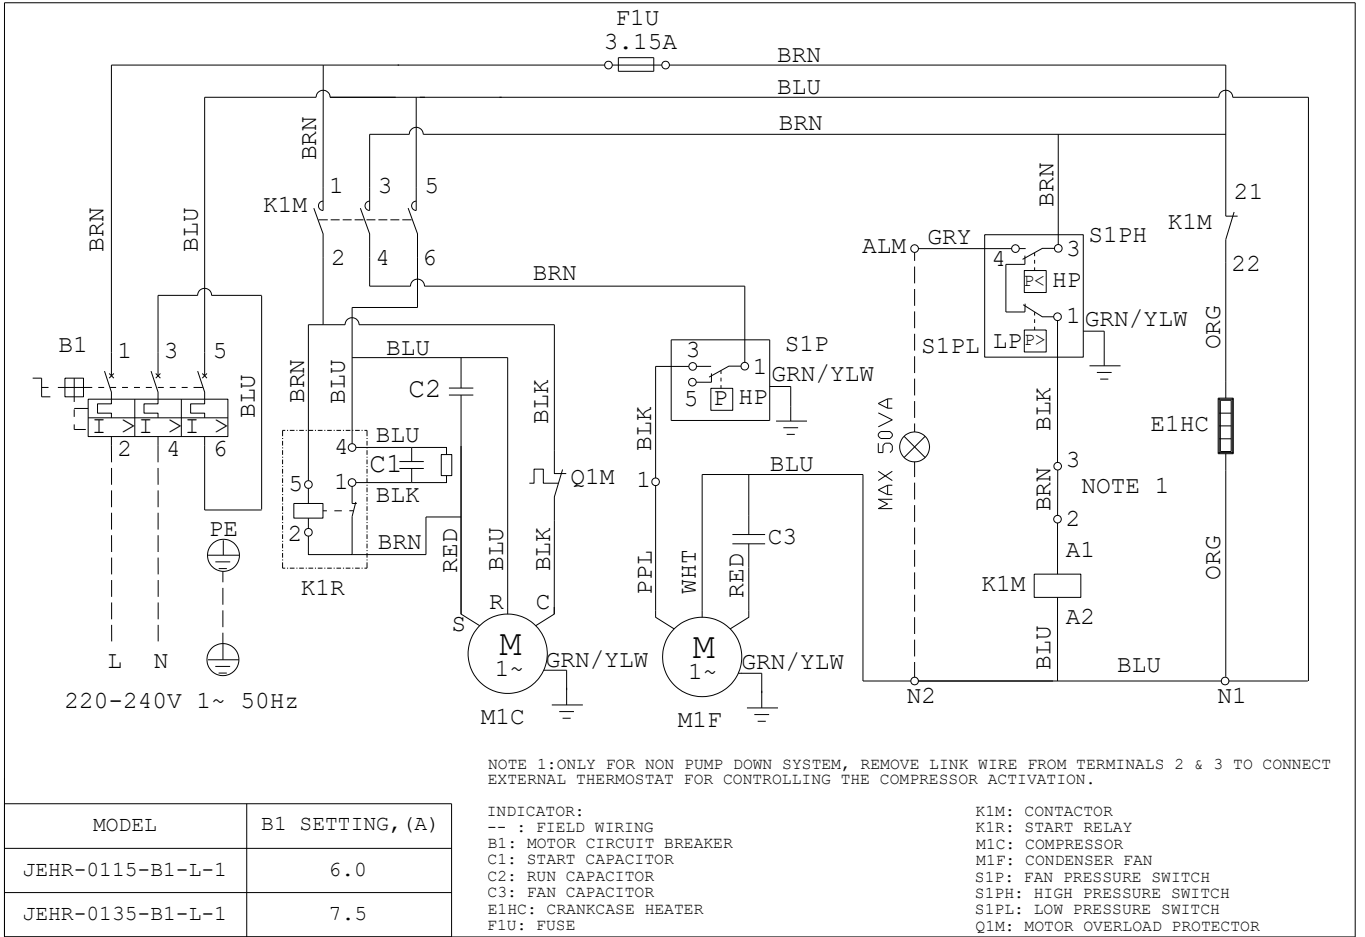 F1U
3.15A
BRN
BLU
BRN
BRN
BRN
BLU
BRN
K1M 1 3 5
2 4 6
21
K1M
22
ALM GRY
4 3 S1PH
P< HP
1 GRN/YLW
S1PL LP P>
ORG
BRN
B1 1 3 5
BLU
I > I > I >
2 4 6
BLU
C2
BRN
BLU
BLK
3 S1P
1
GRN/YLW
5 P HP
BLK
MAX 50VA
BLK
E1HC
4 BLU
C1
5 1 BLK
Q1M
1
BLU
3
BRN
NOTE 1
2
PE
2
BRN
K1R
RED
BLU
BLK
PPL
WHT
RED
C3
A1
K1M
A2
BLU
ORG
S R C
M
1~
GRN/YLW
M1C
M
1~
GRN/YLW
M1F
BLU
N2 N1
L N
220-240V 1~ 50Hz
NOTE 1:ONLY FOR NON PUMP DOWN SYSTEM, REMOVE LINK WIRE FROM TERMINALS 2 & 3 TO CONNECT
EXTERNAL THERMOSTAT FOR CONTROLLING THE COMPRESSOR ACTIVATION.
MODEL B1 SETTING,(A)
JEHR-0115-B1-L-1 6.0
JEHR-0135-B1-L-1 7.5
INDICATOR:
-- : FIELD WIRING
B1: MOTOR CIRCUIT BREAKER
C1: START CAPACITOR
C2: RUN CAPACITOR
C3: FAN CAPACITOR
E1HC: CRANKCASE HEATER
F1U: FUSE
K1M: CONTACTOR
K1R: START RELAY
M1C: COMPRESSOR
M1F: CONDENSER FAN
S1P: FAN PRESSURE SWITCH
S1PH: HIGH PRESSURE SWITCH
S1PL: LOW PRESSURE SWITCH
Q1M: MOTOR OVERLOAD PROTECTOR